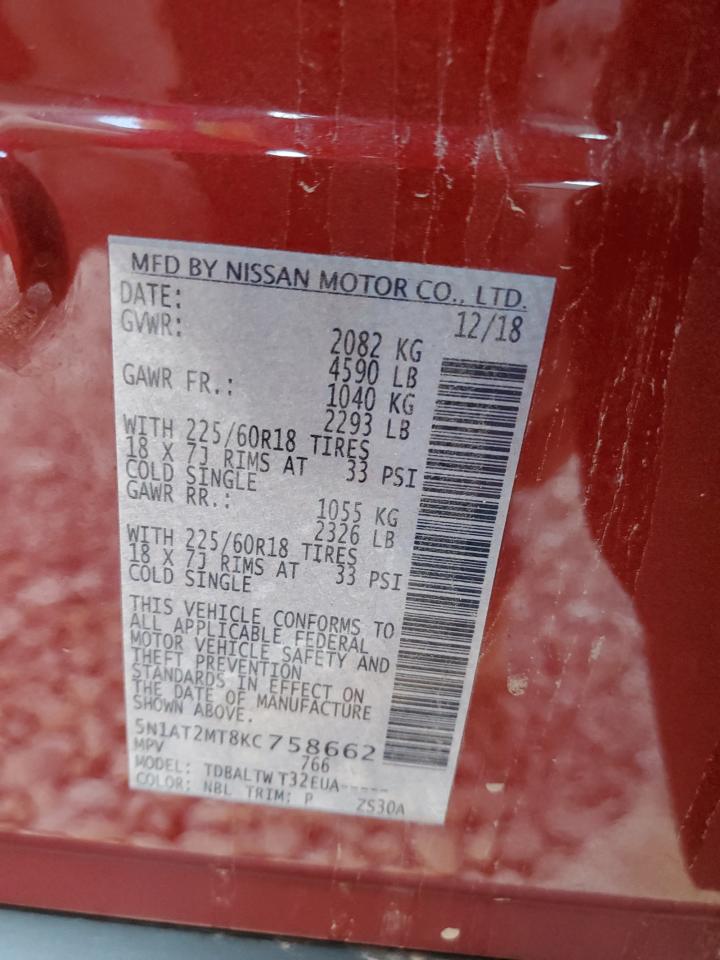 MFD BY NISSAN MOTOR CO., LTD.
DATE: 12/18
GVWR: 2082 KG
4590 LB
GAWR FR.: 1040 KG
2293 LB
WITH 225/60R18 TIRES
18 X 7J RIMS AT 33 PSI
COLD SINGLE
GAWR RR.: 1055 KG
2326 LB
WITH 225/60R18 TIRES
18 X 7J RIMS AT 33 PSI
COLD SINGLE
THIS VEHICLE CONFORMS TO
ALL APPLICABLE FEDERAL
MOTOR VEHICLE SAFETY AND
THEFT PREVENTION
STANDARDS IN EFFECT ON
THE DATE OF MANUFACTURE
SHOWN ABOVE.
5N1AT2MT8KC758662
MPV 766
MODEL: TDBALTW T32EUA-----
COLOR: NBL TRIM: P ZS30A